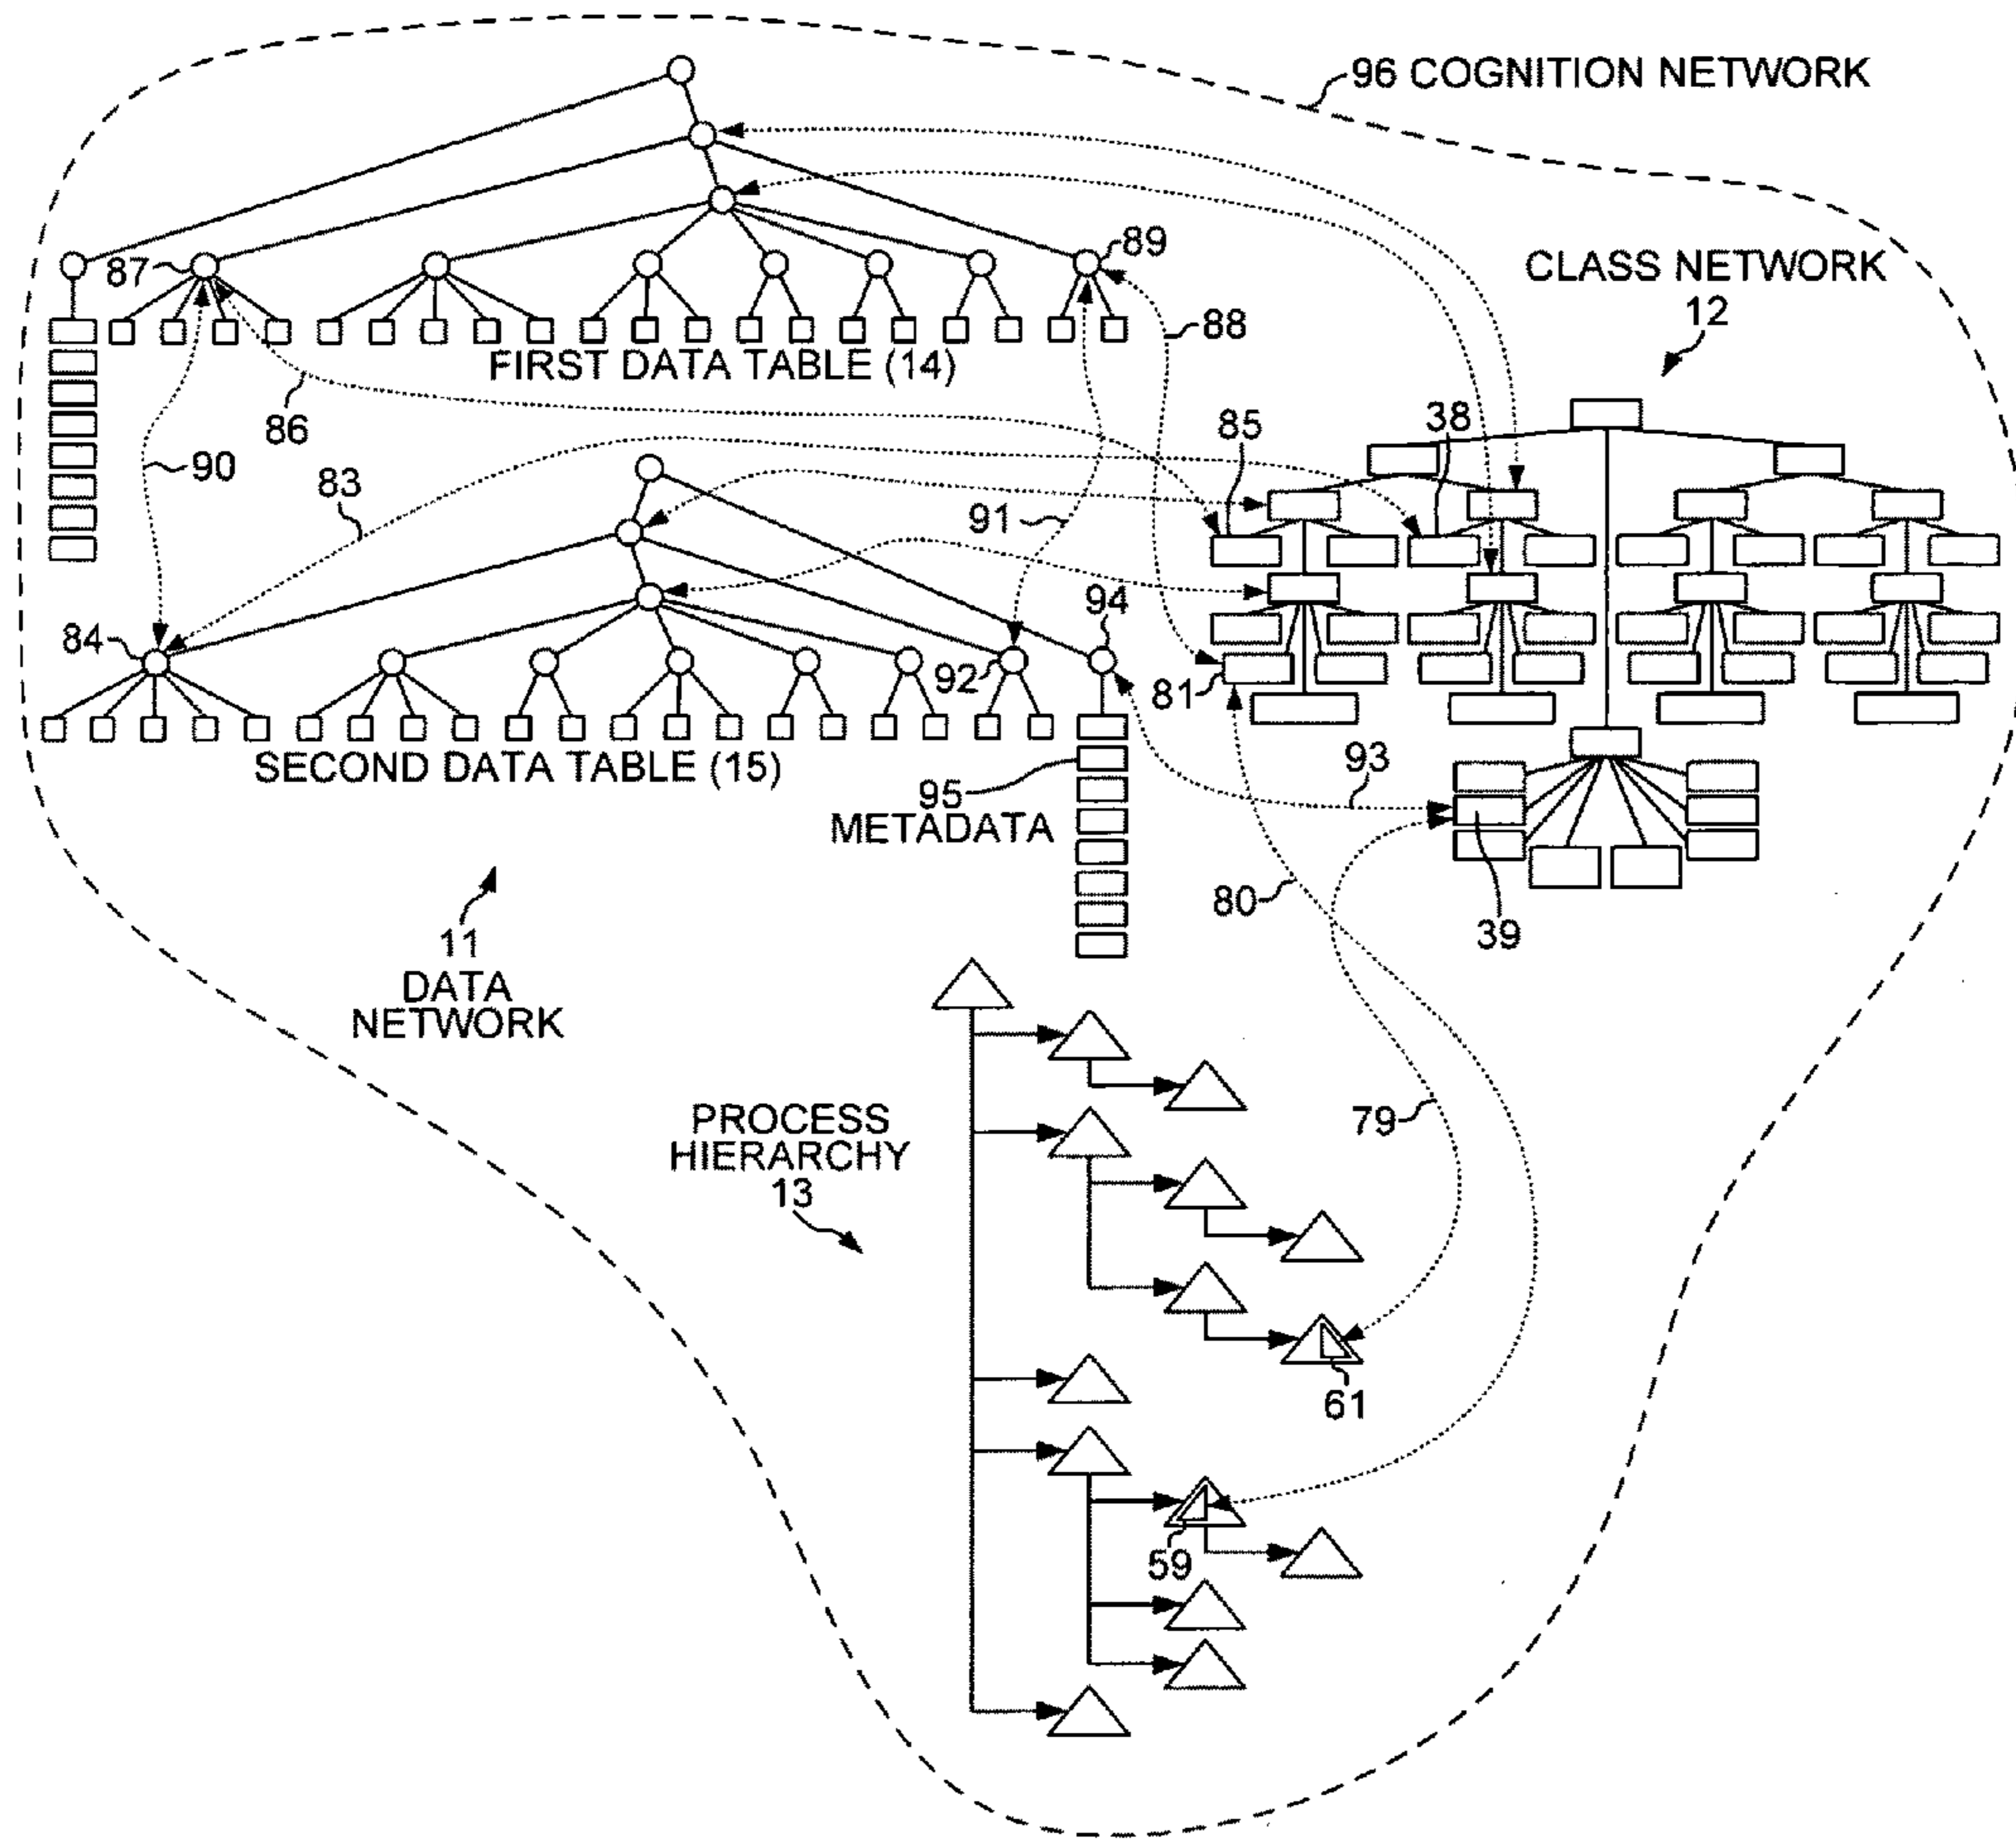 96 COGNITION NETWORK
89
87
CLASS NETWORK
12
88
FIRST DATA TABLE (14)
86
85
38
90
83
91
94
84
92
81
SECOND DATA TABLE (15)
93
95
METADATA
80
39
11
DATA
NETWORK
79
PROCESS
HIERARCHY
13
61
59